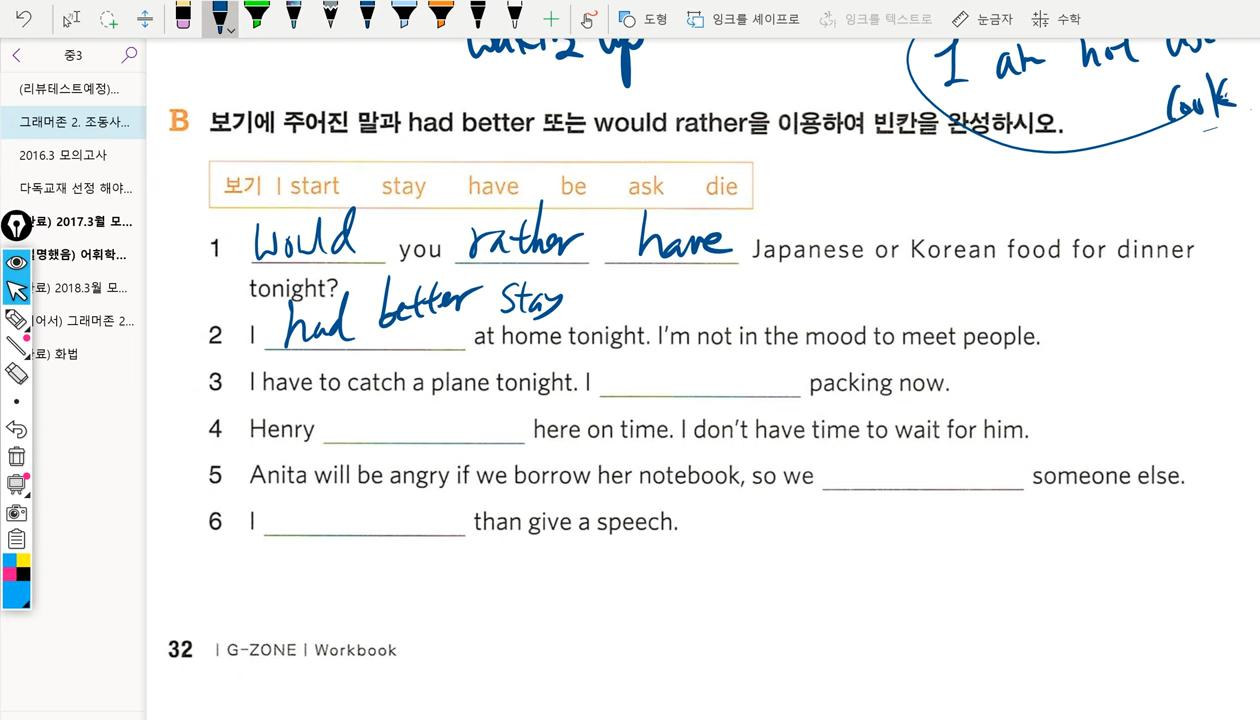 도형 잉크를 셰이프로 잉크를 텍스트로 눈금자 수학
중3
(리뷰테스트예정)...
그래머존 2. 조동사...
2016.3 모의고사
다독교재 선정 해야...
료) 2017.3월 모...
명했음) 어휘학...
료) 2018.3월 모...
어서) 그래머존 2...
료) 화법
up
cook
B 보기에 주어진 말과 had better 또는 would rather을 이용하여 빈칸을 완성하시오.
보기 | start stay have be ask die
1 would you rather have Japanese or Korean food for dinner
tonight?
2 I had better stay at home tonight. I'm not in the mood to meet people.
3 I have to catch a plane tonight. I packing now.
4 Henry here on time. I don't have time to wait for him.
5 Anita will be angry if we borrow her notebook, so we someone else.
6 I than give a speech.
32 | G-ZONE | Workbook